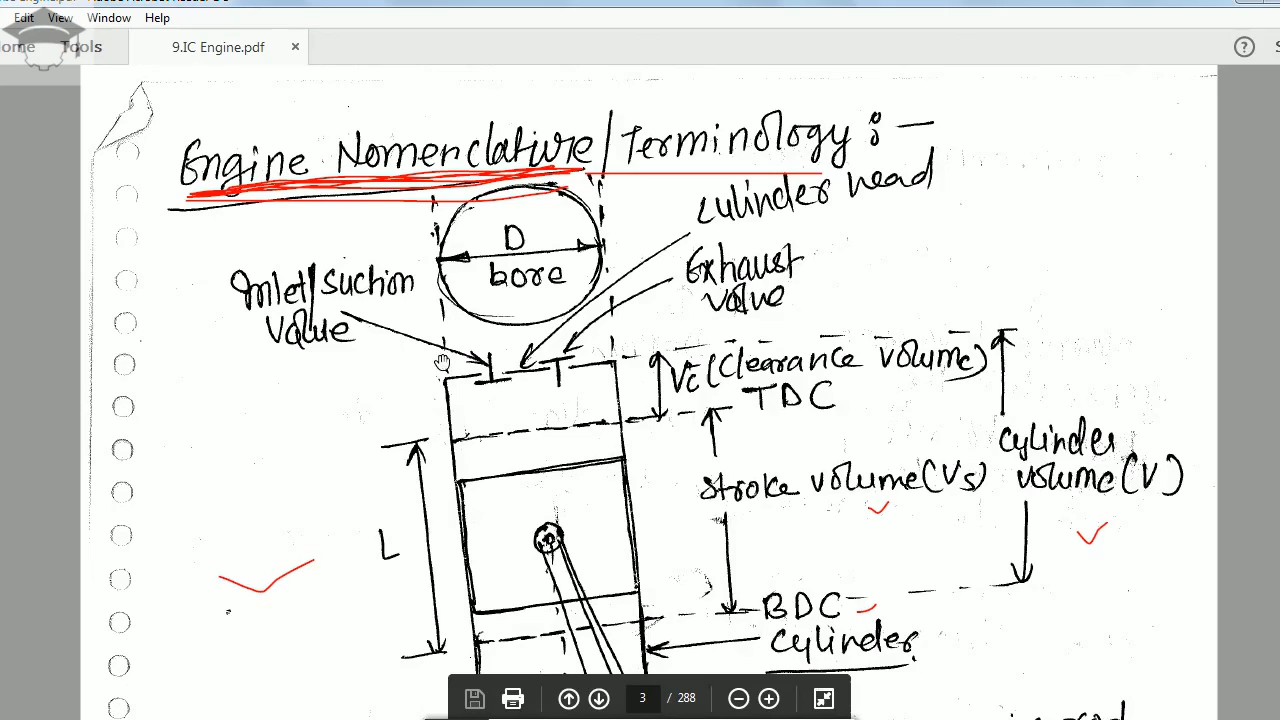 Edit View Window Help
Home Tools 9.IC Engine.pdf ×
Engine Nomenclature/Terminology :-
cylinder head
D
bore
Inlet/suction
valve
Exhaust
valve
Vc (Clearance volume)
TDC
cylinder
volume (V)
stroke volume (Vs)
L
BDC
cylinder
3 / 288